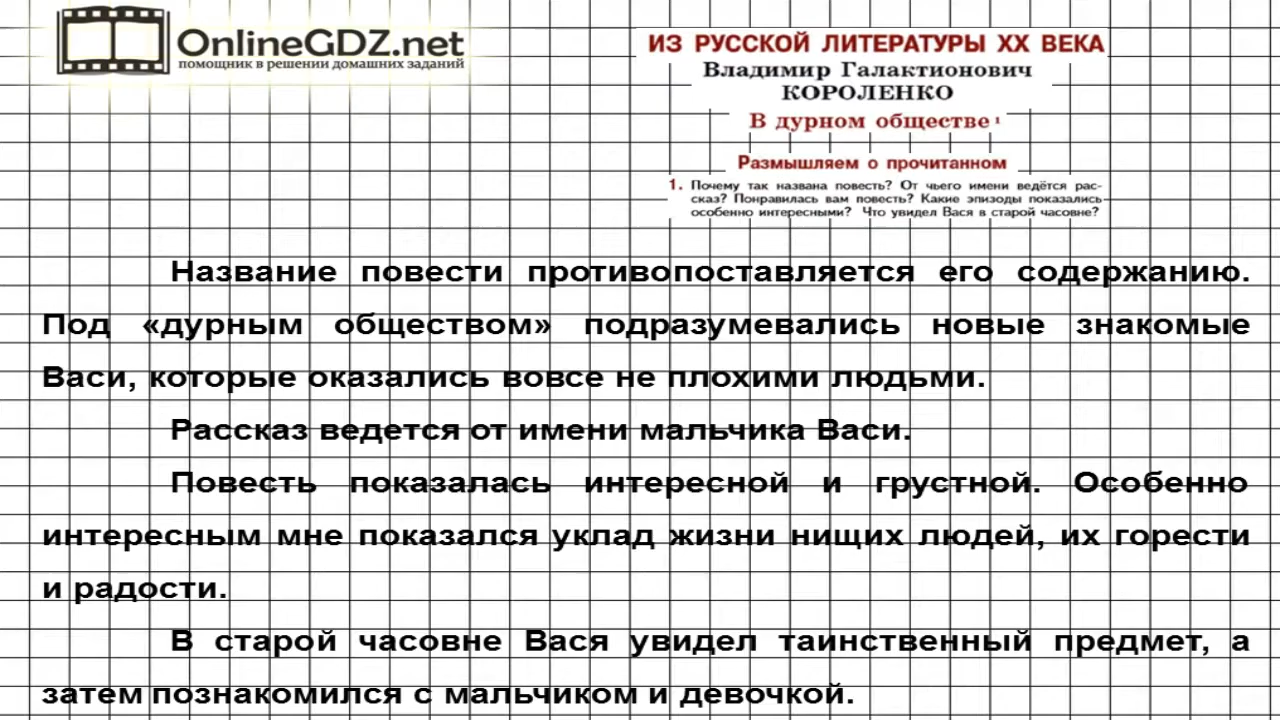 OnlineGDZ.net
помощник в решении домашних заданий
ИЗ РУССКОЙ ЛИТЕРАТУРЫ XX ВЕКА
Владимир Галактионович
КОРОЛЕНКО
В дурном обществе¹
Размышляем о прочитанном
1. Почему так названа повесть? От чьего имени ведётся рас-
сказ? Понравилась вам повесть? Какие эпизоды показались
особенно интересными? Что увидел Вася в старой часовне?
Название повести противопоставляется его содержанию.
Под «дурным обществом» подразумевались новые знакомые
Васи, которые оказались вовсе не плохими людьми.
Рассказ ведется от имени мальчика Васи.
Повесть показалась интересной и грустной. Особенно
интересным мне показался уклад жизни нищих людей, их горести
и радости.
В старой часовне Вася увидел таинственный предмет, а
затем познакомился с мальчиком и девочкой.